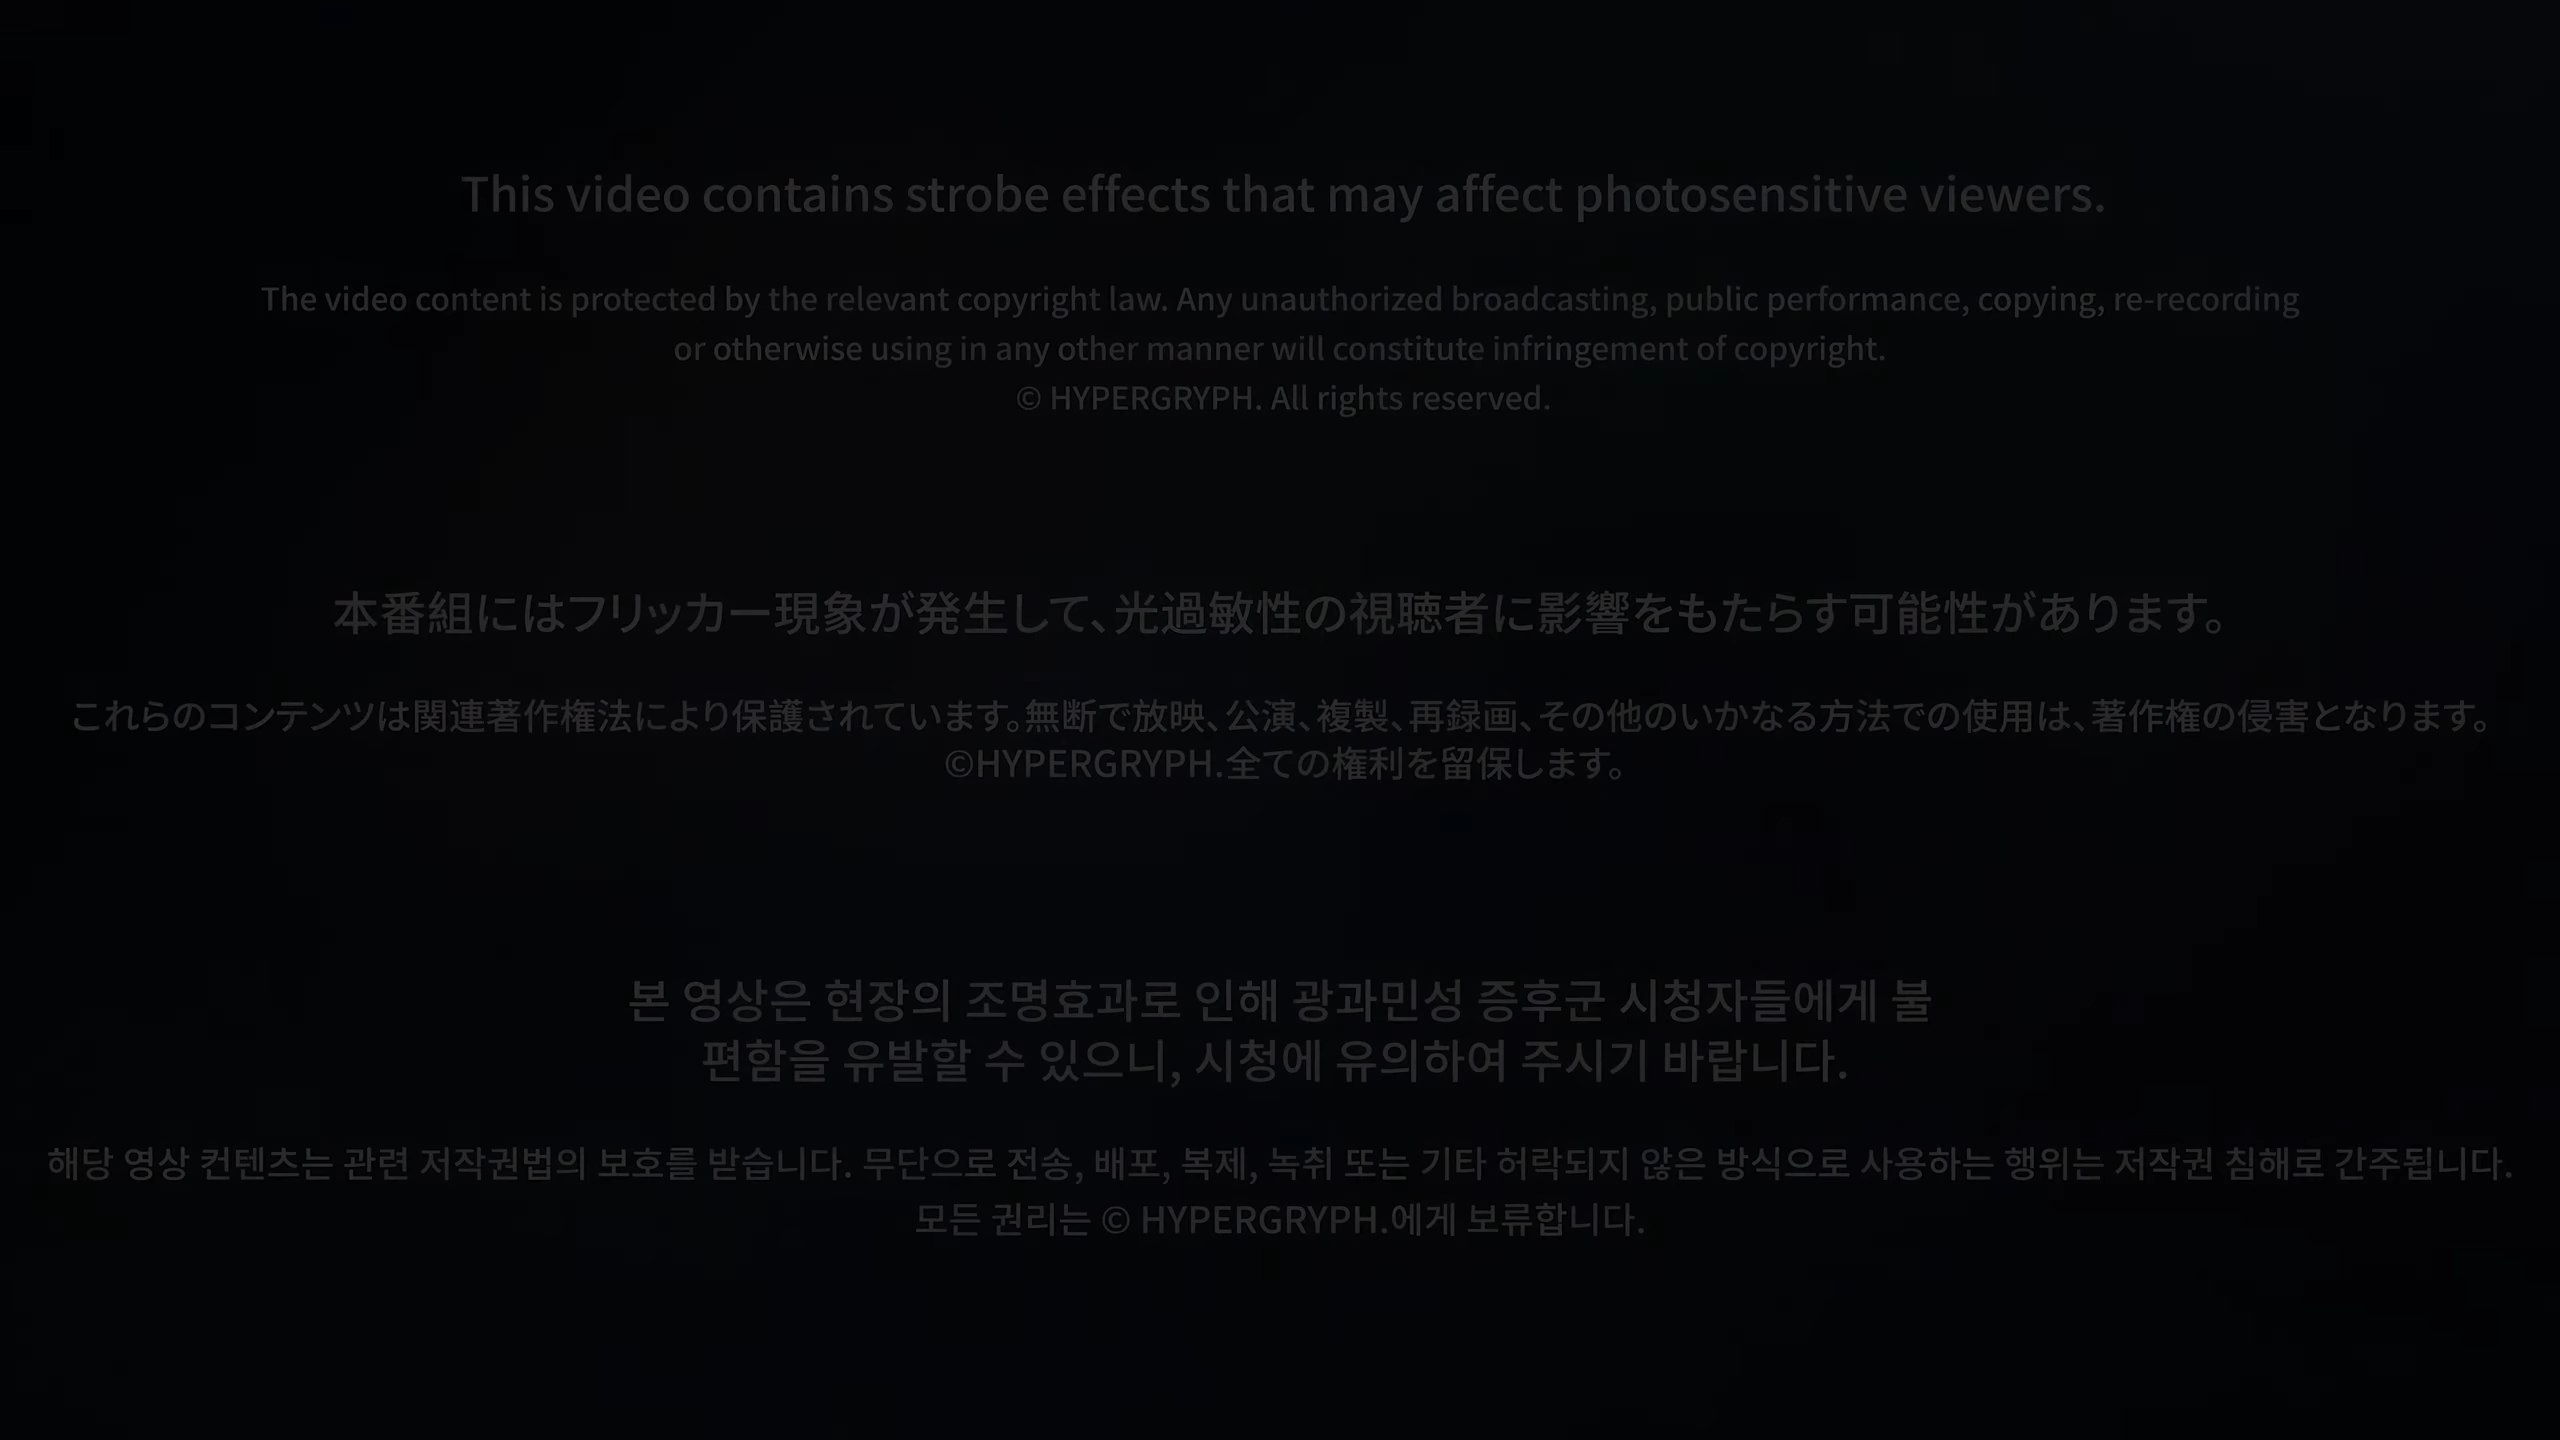 This video contains strobe effects that may affect photosensitive viewers.
The video content is protected by the relevant copyright law. Any unauthorized broadcasting, public performance, copying, re-recording
or otherwise using in any other manner will constitute infringement of copyright.
© HYPERGRYPH. All rights reserved.
本番組にはフリッカー現象が発生して、光過敏性の視聴者に影響をもたらす可能性があります。
これらのコンテンツは関連著作権法により保護されています。無断で放映、公演、複製、再録画、その他のいかなる方法での使用は、著作権の侵害となります。
©HYPERGRYPH.全ての権利を留保します。
본 영상은 현장의 조명효과로 인해 광과민성 증후군 시청자들에게 불
편함을 유발할 수 있으니, 시청에 유의하여 주시기 바랍니다.
해당 영상 컨텐츠는 관련 저작권법의 보호를 받습니다. 무단으로 전송, 배포, 복제, 녹취 또는 기타 허락되지 않은 방식으로 사용하는 행위는 저작권 침해로 간주됩니다.
모든 권리는 © HYPERGRYPH.에게 보류합니다.